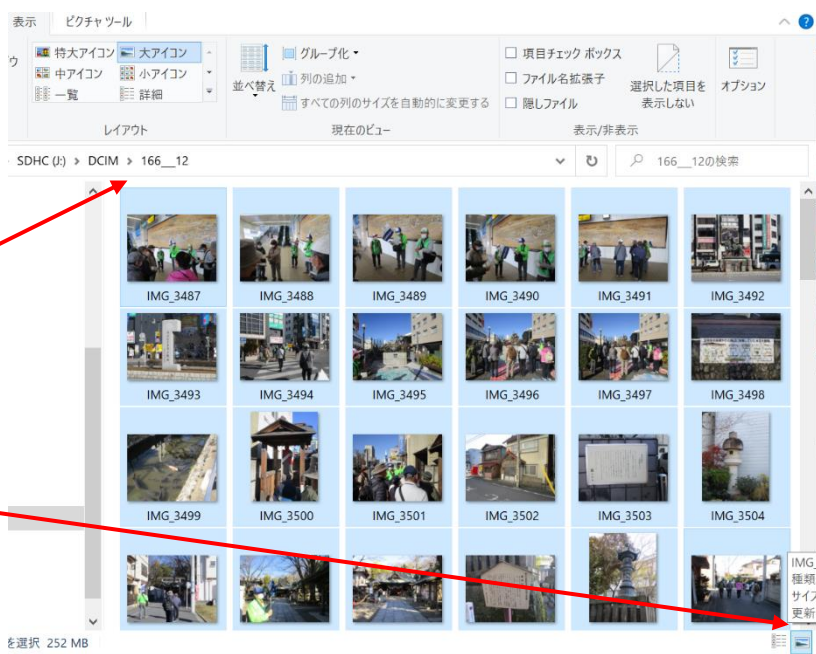 表示 ピクチャ ツール
特大アイコン 大アイコン
中アイコン 小アイコン
一覧 詳細
レイアウト
並べ替え
グループ化
列の追加
すべての列のサイズを自動的に変更する
現在のビュー
項目チェック ボックス
ファイル名拡張子
隠しファイル
選択した項目を
表示しない
表示/非表示
オプション
SDHC (J:) > DCIM > 166__12
166__12の検索
IMG_3487 IMG_3488 IMG_3489 IMG_3490 IMG_3491 IMG_3492
IMG_3493 IMG_3494 IMG_3495 IMG_3496 IMG_3497 IMG_3498
IMG_3499 IMG_3500 IMG_3501 IMG_3502 IMG_3503 IMG_3504
IMG_
種類
サイズ
更新
を選択 252 MB